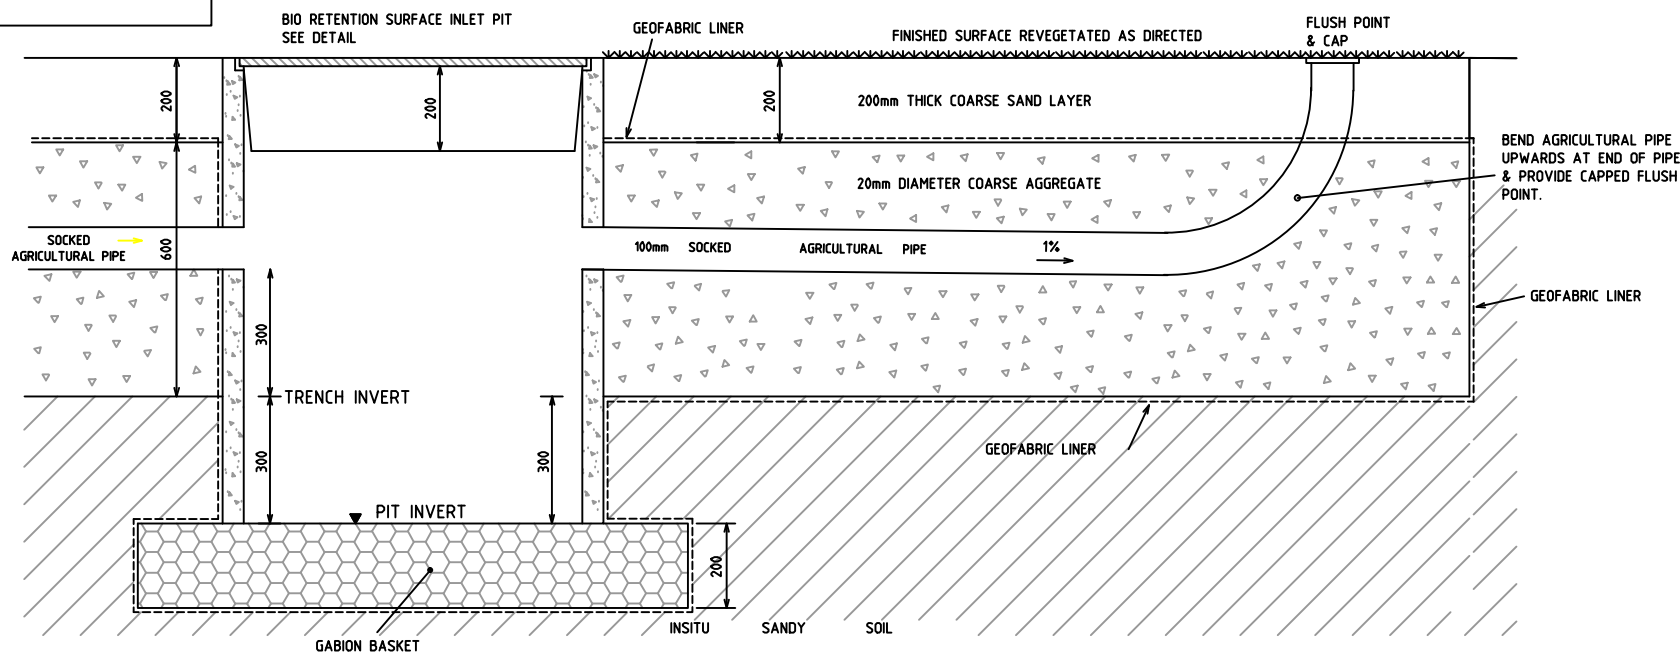 BIO RETENTION SURFACE INLET PIT
SEE DETAIL
GEOFABRIC LINER
FINISHED SURFACE REVEGETATED AS DIRECTED
FLUSH POINT
& CAP
200
200
200
200mm THICK COARSE SAND LAYER
BEND AGRICULTURAL PIPE
UPWARDS AT END OF PIPE
& PROVIDE CAPPED FLUSH
POINT.
20mm DIAMETER COARSE AGGREGATE
SOCKED
AGRICULTURAL PIPE
600
100mm SOCKED AGRICULTURAL PIPE
1%
GEOFABRIC LINER
300
TRENCH INVERT
300
300
GEOFABRIC LINER
PIT INVERT
200
INSITU SANDY SOIL
GABION BASKET